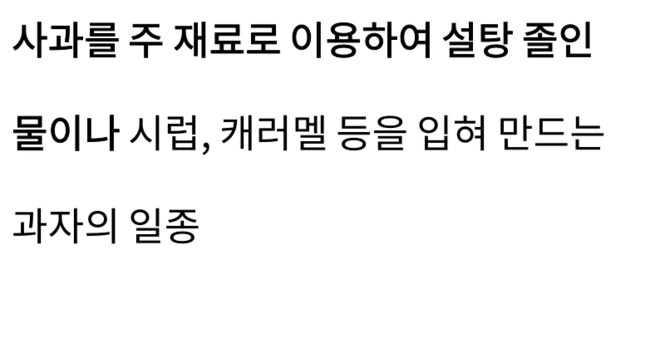 사과를 주 재료로 이용하여 설탕 졸인
물이나 시럽, 캐러멜 등을 입혀 만드는
과자의 일종